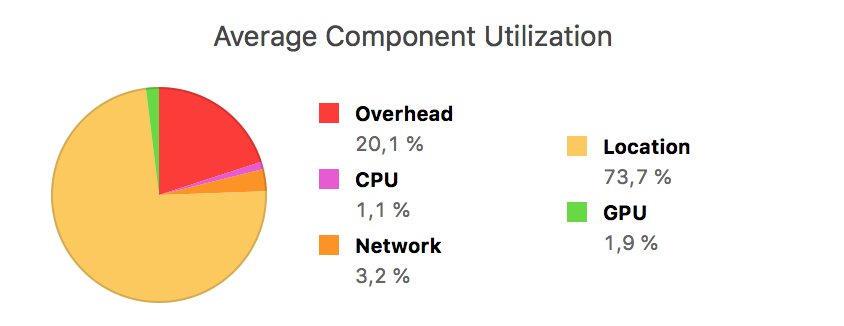 Average Component Utilization
Overhead
20,1 %
CPU
1,1 %
Network
3,2 %
Location
73,7 %
GPU
1,9 %